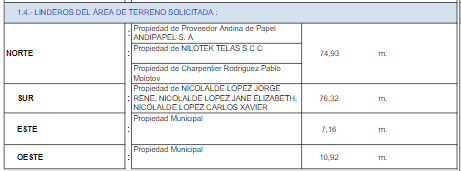 1.4.- LINDEROS DEL ÁREA DE TERRENO SOLICITADA :
NORTE
:
Propiedad de Proveedor Andina de Papel
ANDIPAPEL S. A
:
Propiedad de NILOTEK TELAS S C C
74,93 m.
:
Propiedad de Charpentier Rodriguez Pablo
Molotov
SUR
:
Propiedad de NICOLALDE LOPEZ JORGE
RENE, NICOLALDE LOPEZ JANE ELIZABETH,
NICOLALDE LOPEZ CARLOS XAVIER
76,32 m.
ESTE
:
Propiedad Municipal
7,16 m.
OESTE
:
Propiedad Municipal
10,92 m.